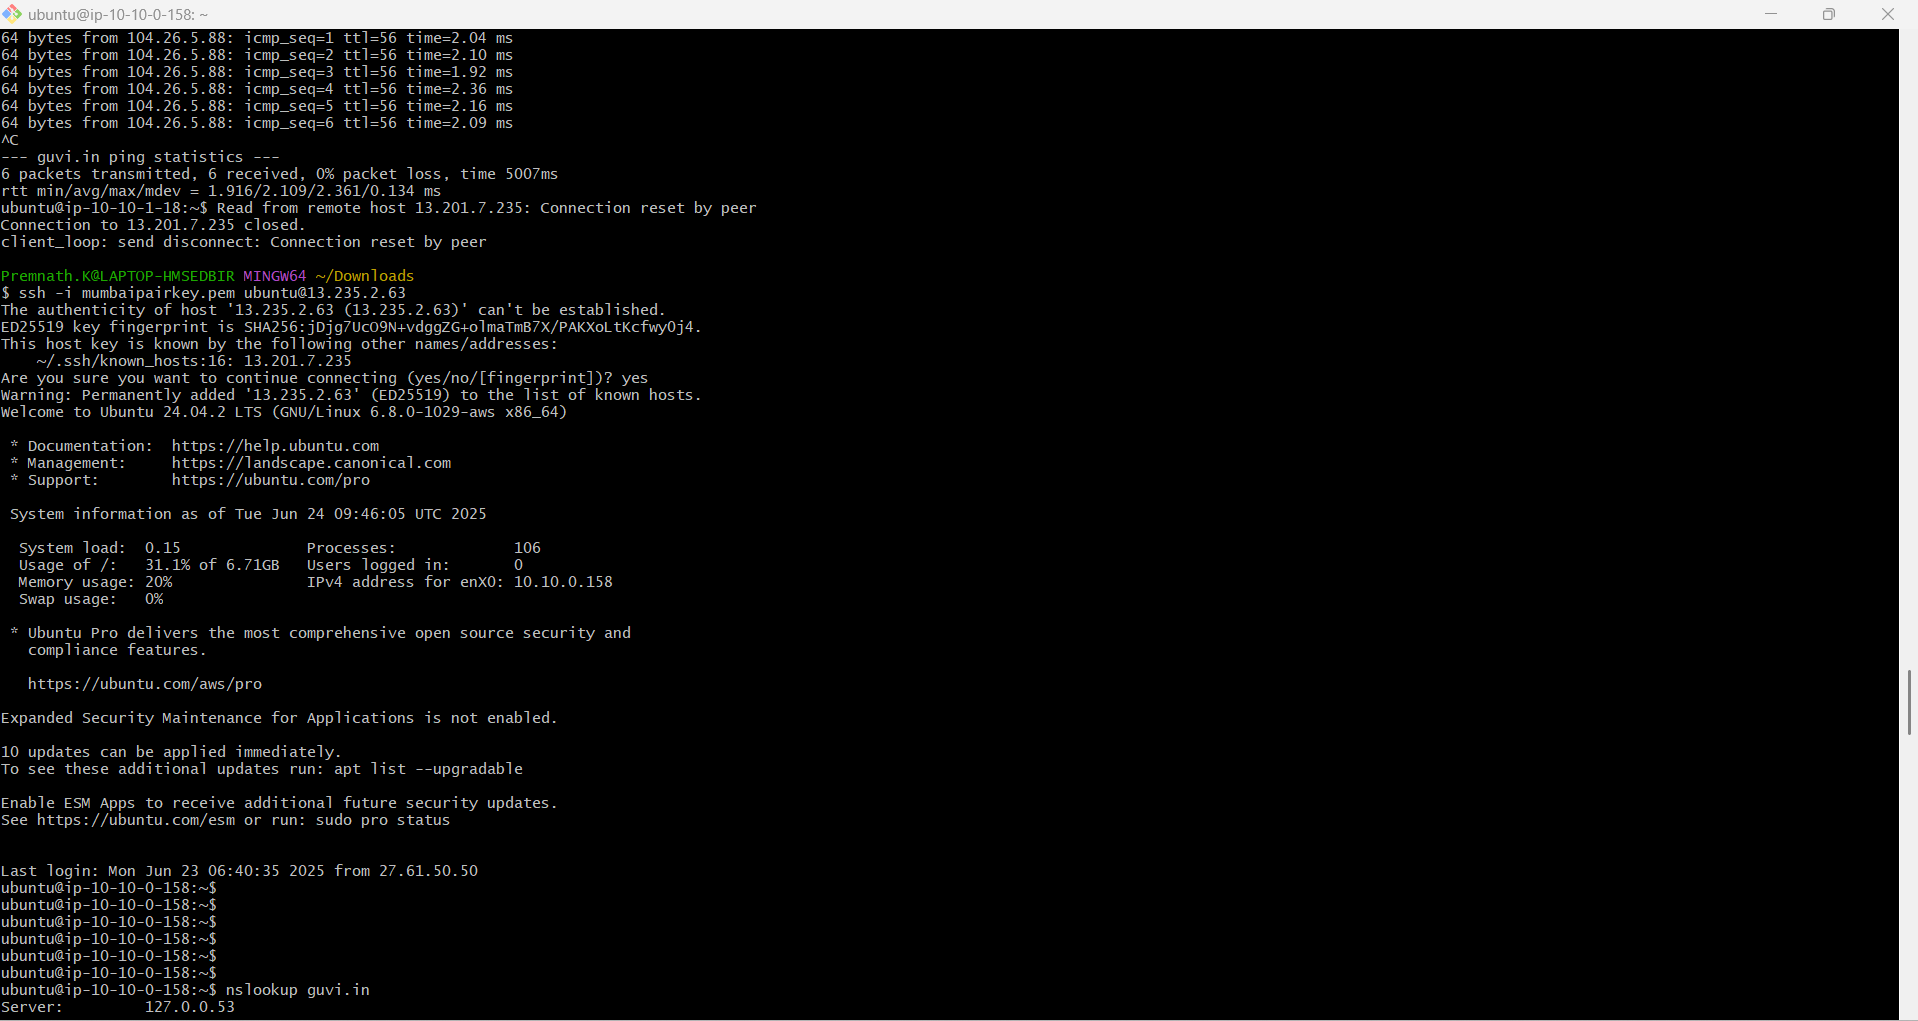 ubuntu@ip-10-10-0-158: ~
64 bytes from 104.26.5.88: icmp_seq=1 ttl=56 time=2.04 ms
64 bytes from 104.26.5.88: icmp_seq=2 ttl=56 time=2.10 ms
64 bytes from 104.26.5.88: icmp_seq=3 ttl=56 time=1.92 ms
64 bytes from 104.26.5.88: icmp_seq=4 ttl=56 time=2.36 ms
64 bytes from 104.26.5.88: icmp_seq=5 ttl=56 time=2.16 ms
64 bytes from 104.26.5.88: icmp_seq=6 ttl=56 time=2.09 ms
^C
--- guvi.in ping statistics ---
6 packets transmitted, 6 received, 0% packet loss, time 5007ms
rtt min/avg/max/mdev = 1.916/2.109/2.361/0.134 ms
ubuntu@ip-10-10-1-18:~$ Read from remote host 13.201.7.235: Connection reset by peer
Connection to 13.201.7.235 closed.
client_loop: send disconnect: Connection reset by peer
Premnath.K@LAPTOP-HMSEDBIR MINGW64 ~/Downloads
$ ssh -i mumbaipairkey.pem ubuntu@13.235.2.63
The authenticity of host '13.235.2.63 (13.235.2.63)' can't be established.
ED25519 key fingerprint is SHA256:jDjg7UcO9N+vdggZG+olmaTmB7X/PAKXoLtKcfwyOj4.
This host key is known by the following other names/addresses:
    ~/.ssh/known_hosts:16: 13.201.7.235
Are you sure you want to continue connecting (yes/no/[fingerprint])? yes
Warning: Permanently added '13.235.2.63' (ED25519) to the list of known hosts.
Welcome to Ubuntu 24.04.2 LTS (GNU/Linux 6.8.0-1029-aws x86_64)
 * Documentation:  https://help.ubuntu.com
 * Management:     https://landscape.canonical.com
 * Support:        https://ubuntu.com/pro
 System information as of Tue Jun 24 09:46:05 UTC 2025
  System load:  0.15              Processes:             106
  Usage of /:   31.1% of 6.71GB   Users logged in:       0
  Memory usage: 20%               IPv4 address for enX0: 10.10.0.158
  Swap usage:   0%
 * Ubuntu Pro delivers the most comprehensive open source security and
   compliance features.
   https://ubuntu.com/aws/pro
Expanded Security Maintenance for Applications is not enabled.
10 updates can be applied immediately.
To see these additional updates run: apt list --upgradable
Enable ESM Apps to receive additional future security updates.
See https://ubuntu.com/esm or run: sudo pro status
Last login: Mon Jun 23 06:40:35 2025 from 27.61.50.50
ubuntu@ip-10-10-0-158:~$
ubuntu@ip-10-10-0-158:~$
ubuntu@ip-10-10-0-158:~$
ubuntu@ip-10-10-0-158:~$
ubuntu@ip-10-10-0-158:~$
ubuntu@ip-10-10-0-158:~$
ubuntu@ip-10-10-0-158:~$ nslookup guvi.in
Server:         127.0.0.53